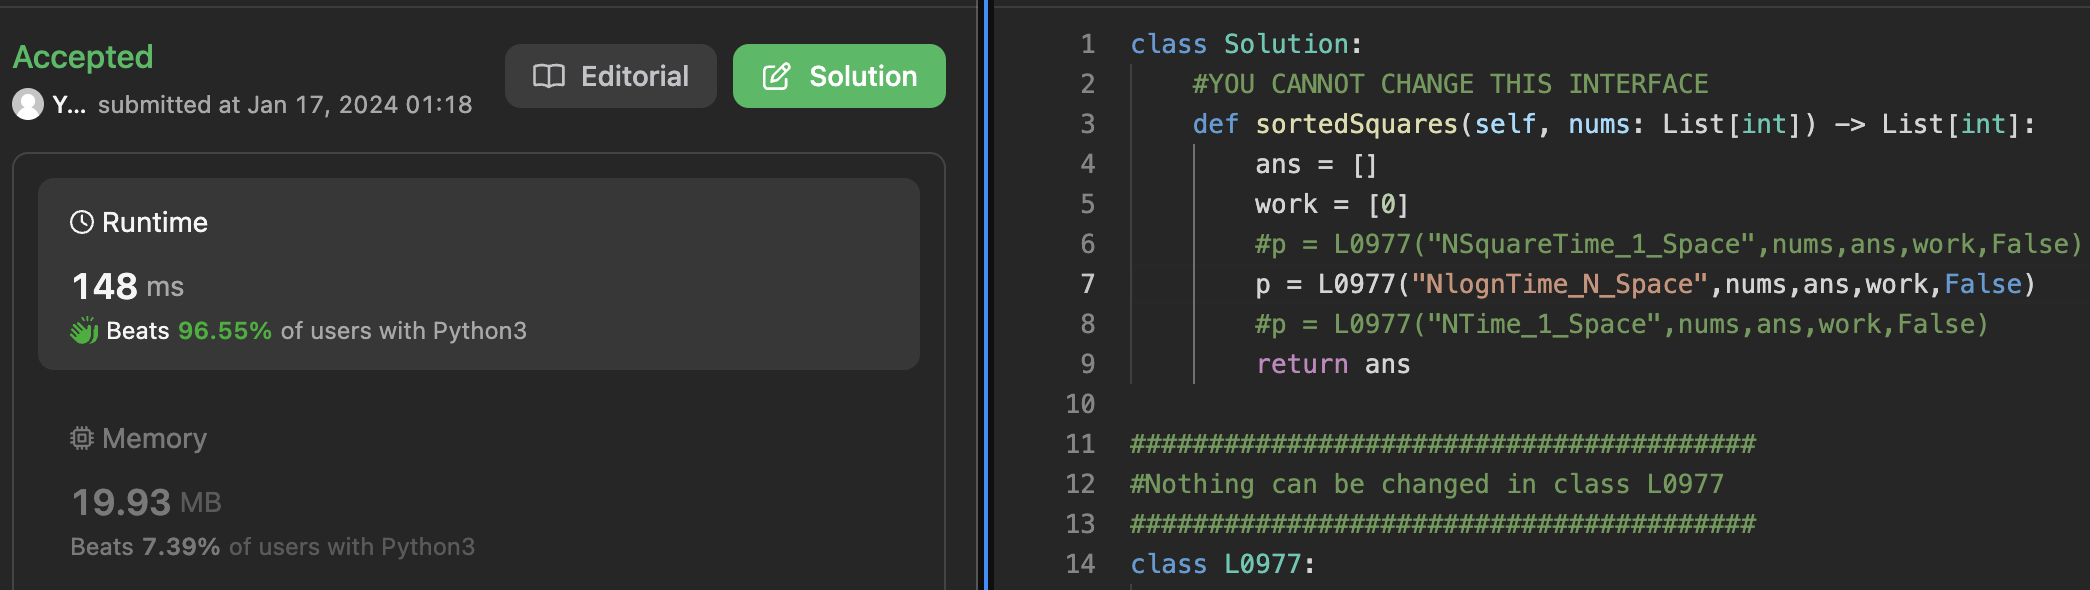 Accepted
Y... submitted at Jan 17, 2024 01:18
Editorial
Solution
Runtime
148 ms
Beats 96.55% of users with Python3
Memory
19.93 MB
Beats 7.39% of users with Python3
1 class Solution:
2 #YOU CANNOT CHANGE THIS INTERFACE
3 def sortedSquares(self, nums: List[int]) -> List[int]:
4 ans = []
5 work = [0]
6 #p = L0977("NSquareTime_1_Space",nums,ans,work,False)
7 p = L0977("NlognTime_N_Space",nums,ans,work,False)
8 #p = L0977("NTime_1_Space",nums,ans,work,False)
9 return ans
10
11 ########################################
12 #Nothing can be changed in class L0977
13 ########################################
14 class L0977: